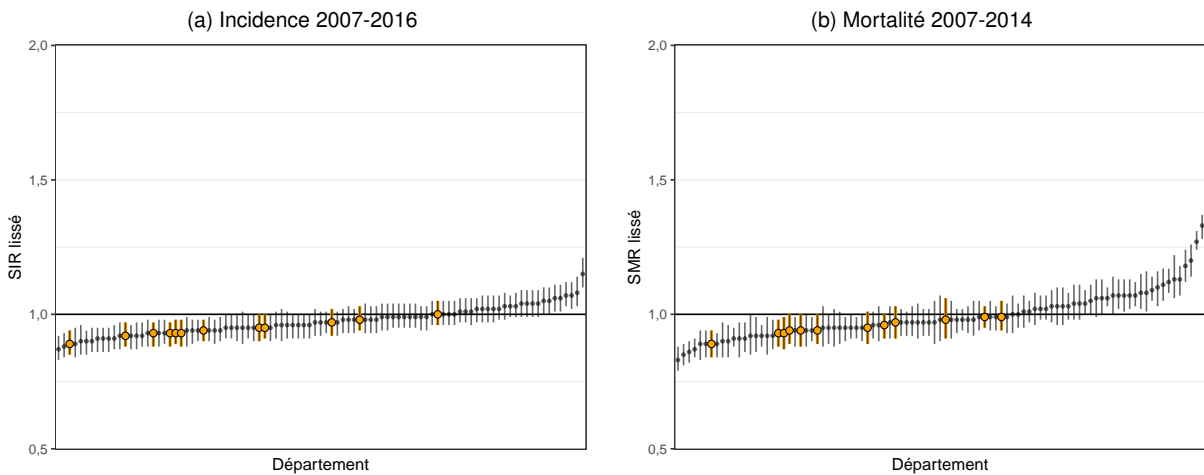 (a) Incidence 2007-2016
2,0
1,5
1,0
0,5
SIR lissé
Département
(b) Mortalité 2007-2014
2,0
1,5
1,0
0,5
SMR lissé
Département